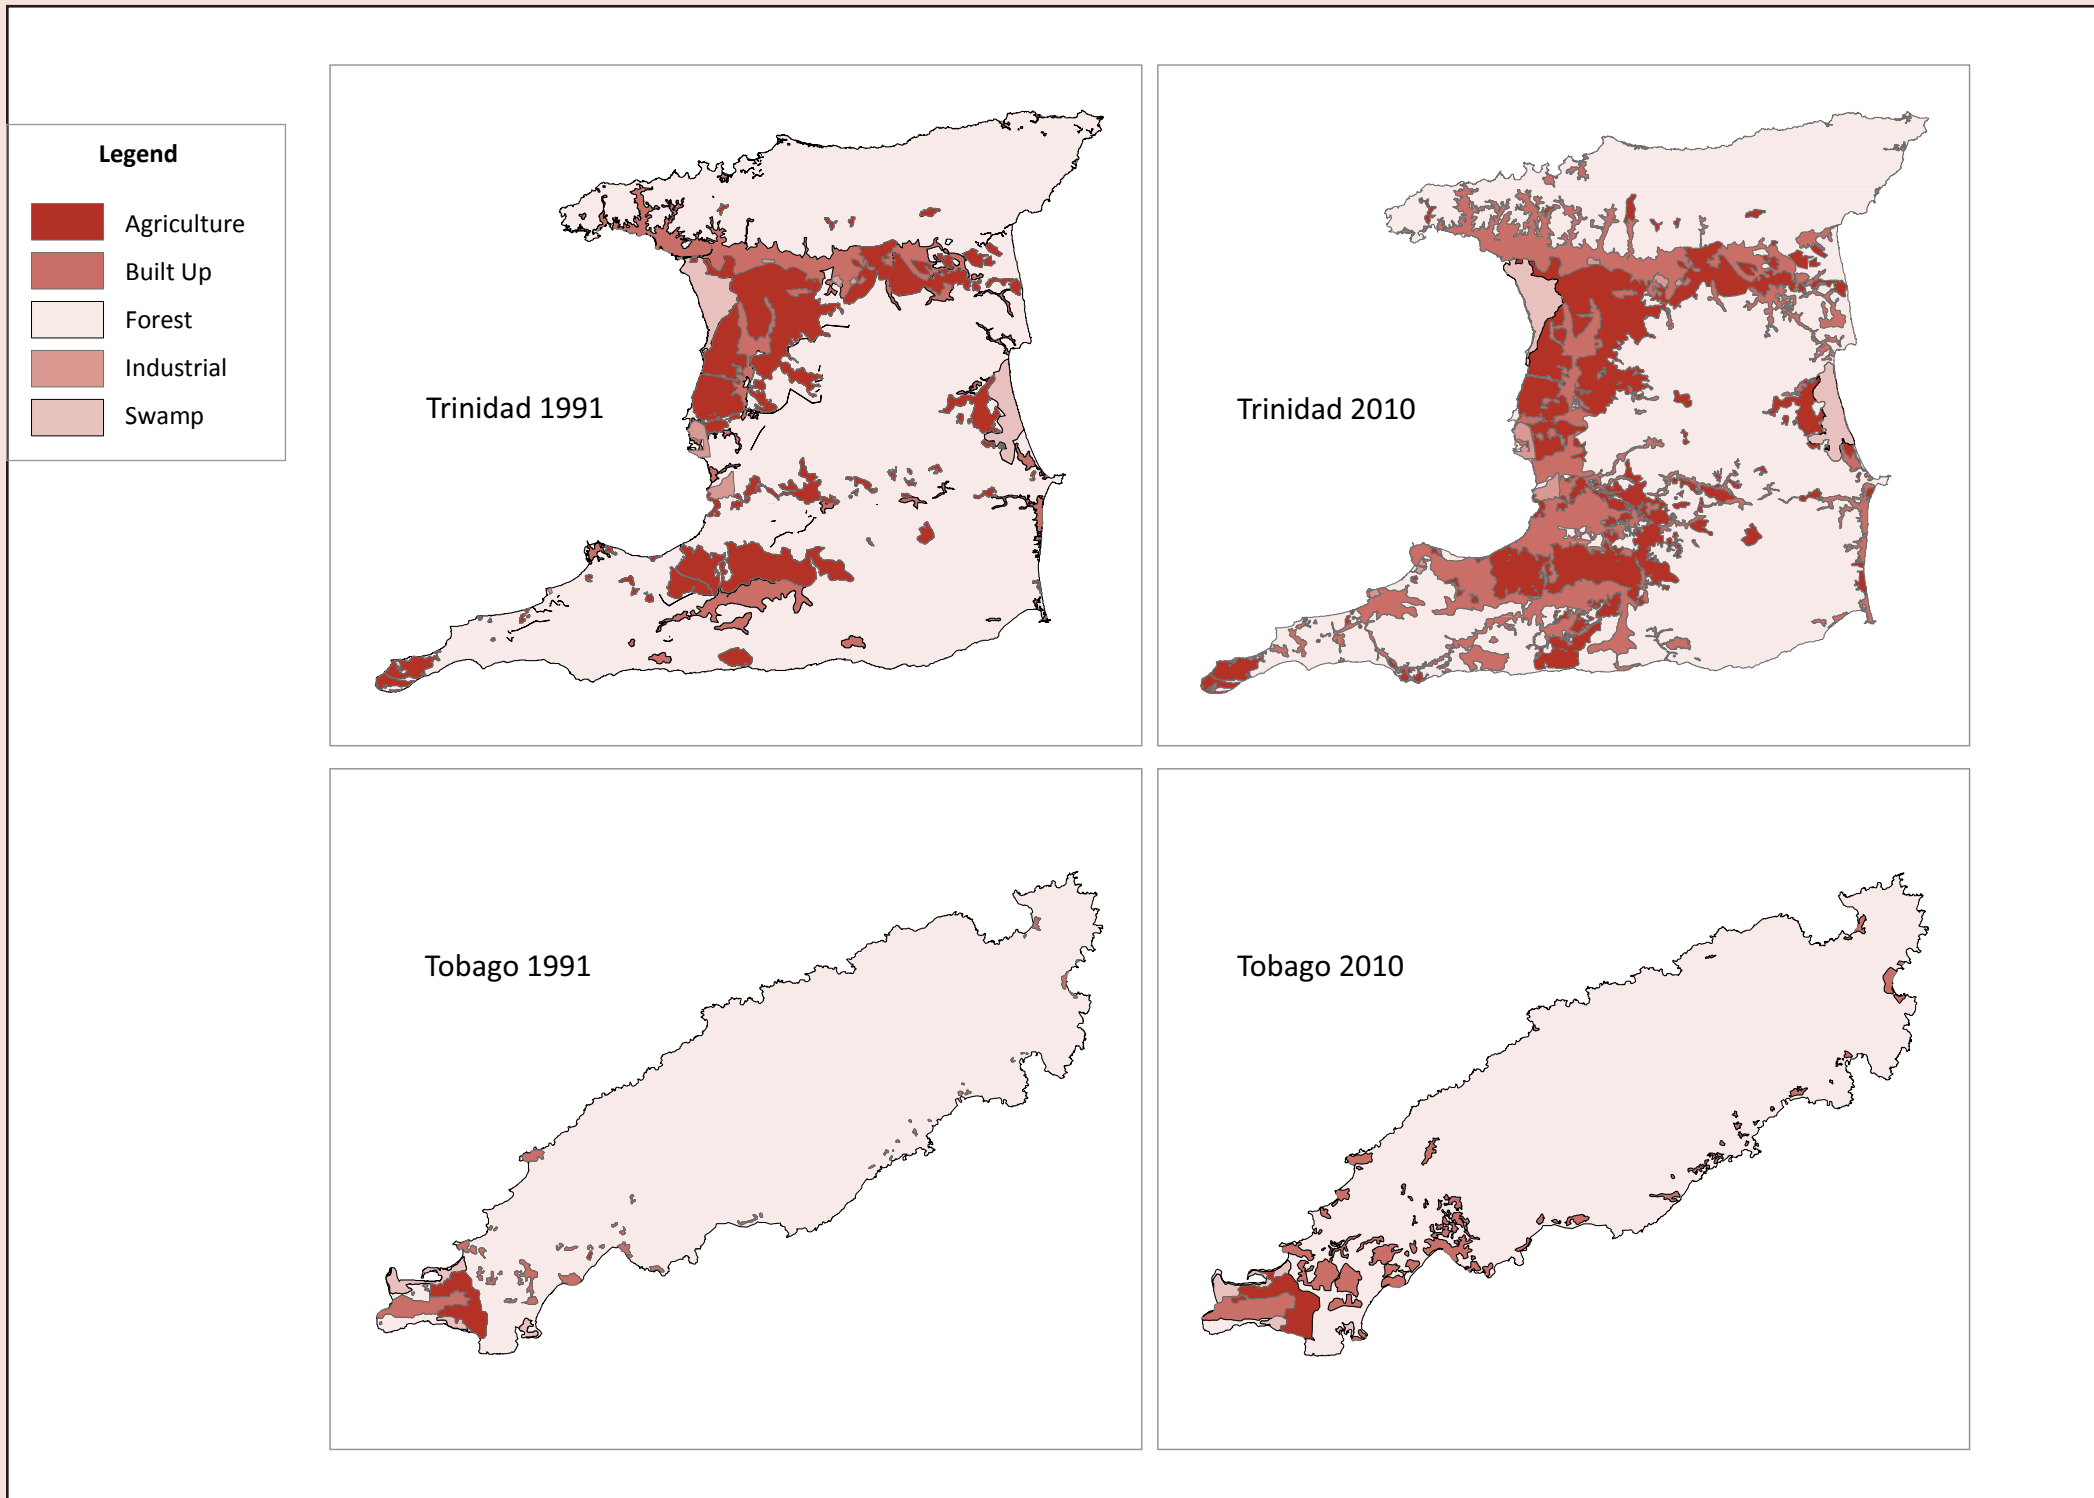 Legend
Agriculture
Built Up
Forest
Industrial
Swamp
Trinidad 1991
Trinidad 2010
Tobago 1991
Tobago 2010